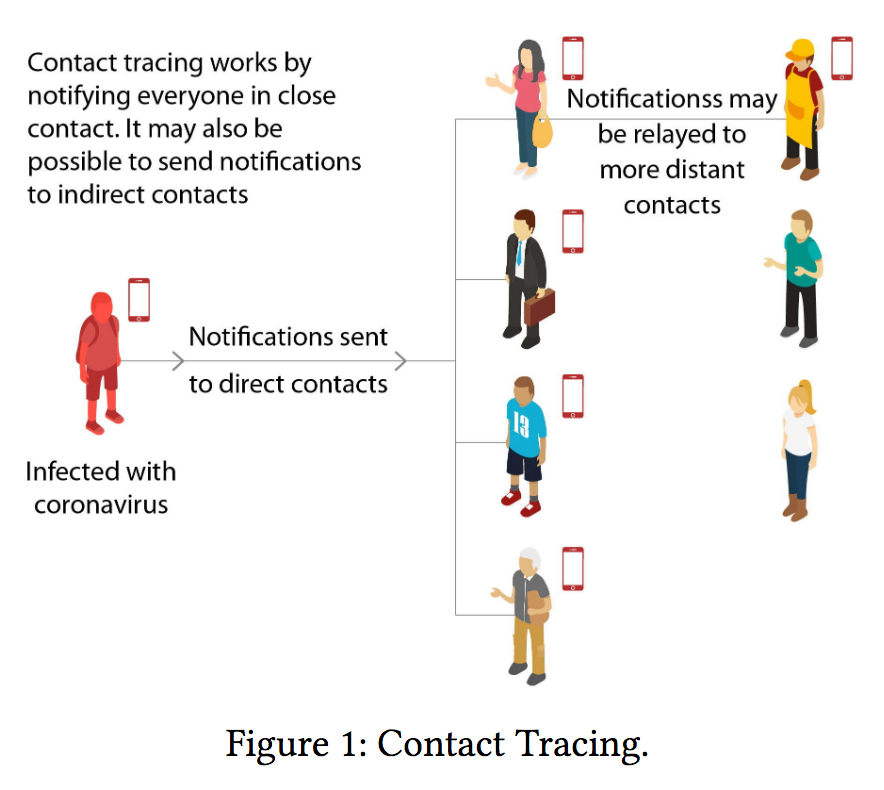 Contact tracing works by
notifying everyone in close
contact. It may also be
possible to send notifications
to indirect contacts
Notificationss may
be relayed to
more distant
contacts
Notifications sent
to direct contacts
Infected with
coronavirus
13
Figure 1: Contact Tracing.